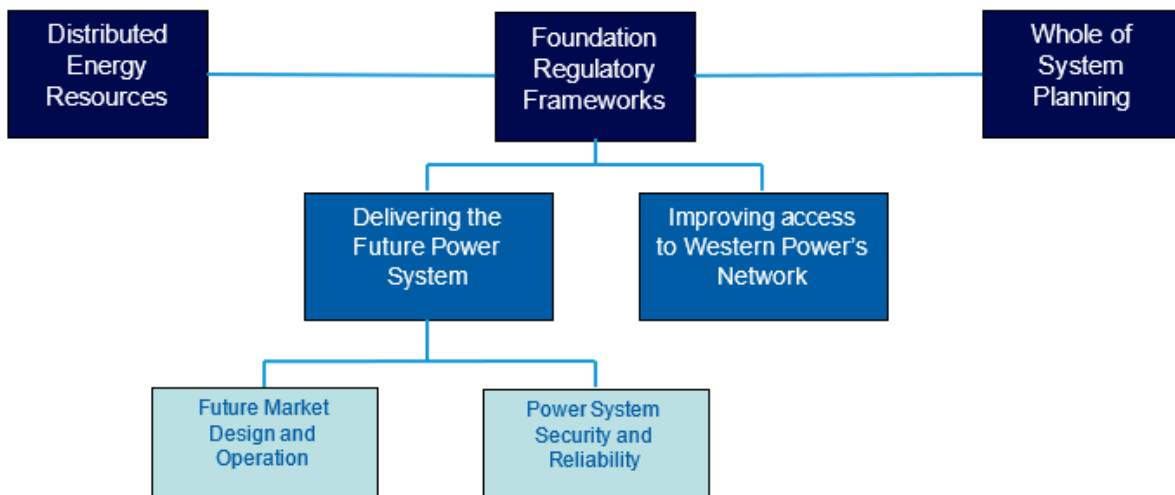 Distributed
Energy
Resources
Foundation
Regulatory
Frameworks
Whole of
System
Planning
Delivering the
Future Power
System
Improving access
to Western Power's
Network
Future Market
Design and
Operation
Power System
Security and
Reliability